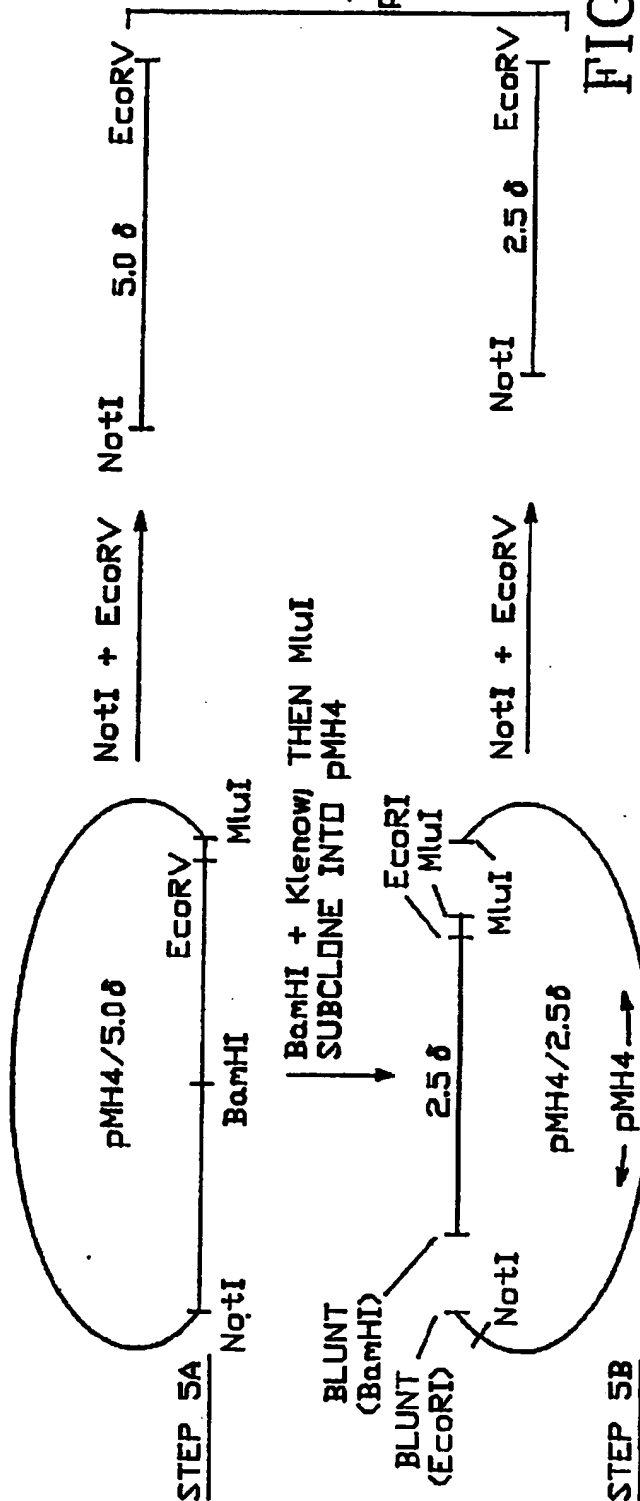 STEP 5A
pMH4/5.0δ
NotI
BamHI
EcoRV
MluI
NotI + EcoRV
NotI
5.0 δ
EcoRV
BamHI + Klenow, THEN MluI
SUBCLONE INTO pMH4
BLUNT
(BamHI)
BLUNT
(EcoRI)
NotI
2.5 δ
EcoRI
MluI
MluI
pMH4/2.5δ
pMH4
NotI + EcoRV
NotI
2.5 δ
EcoRV
STEP 5B
FIG